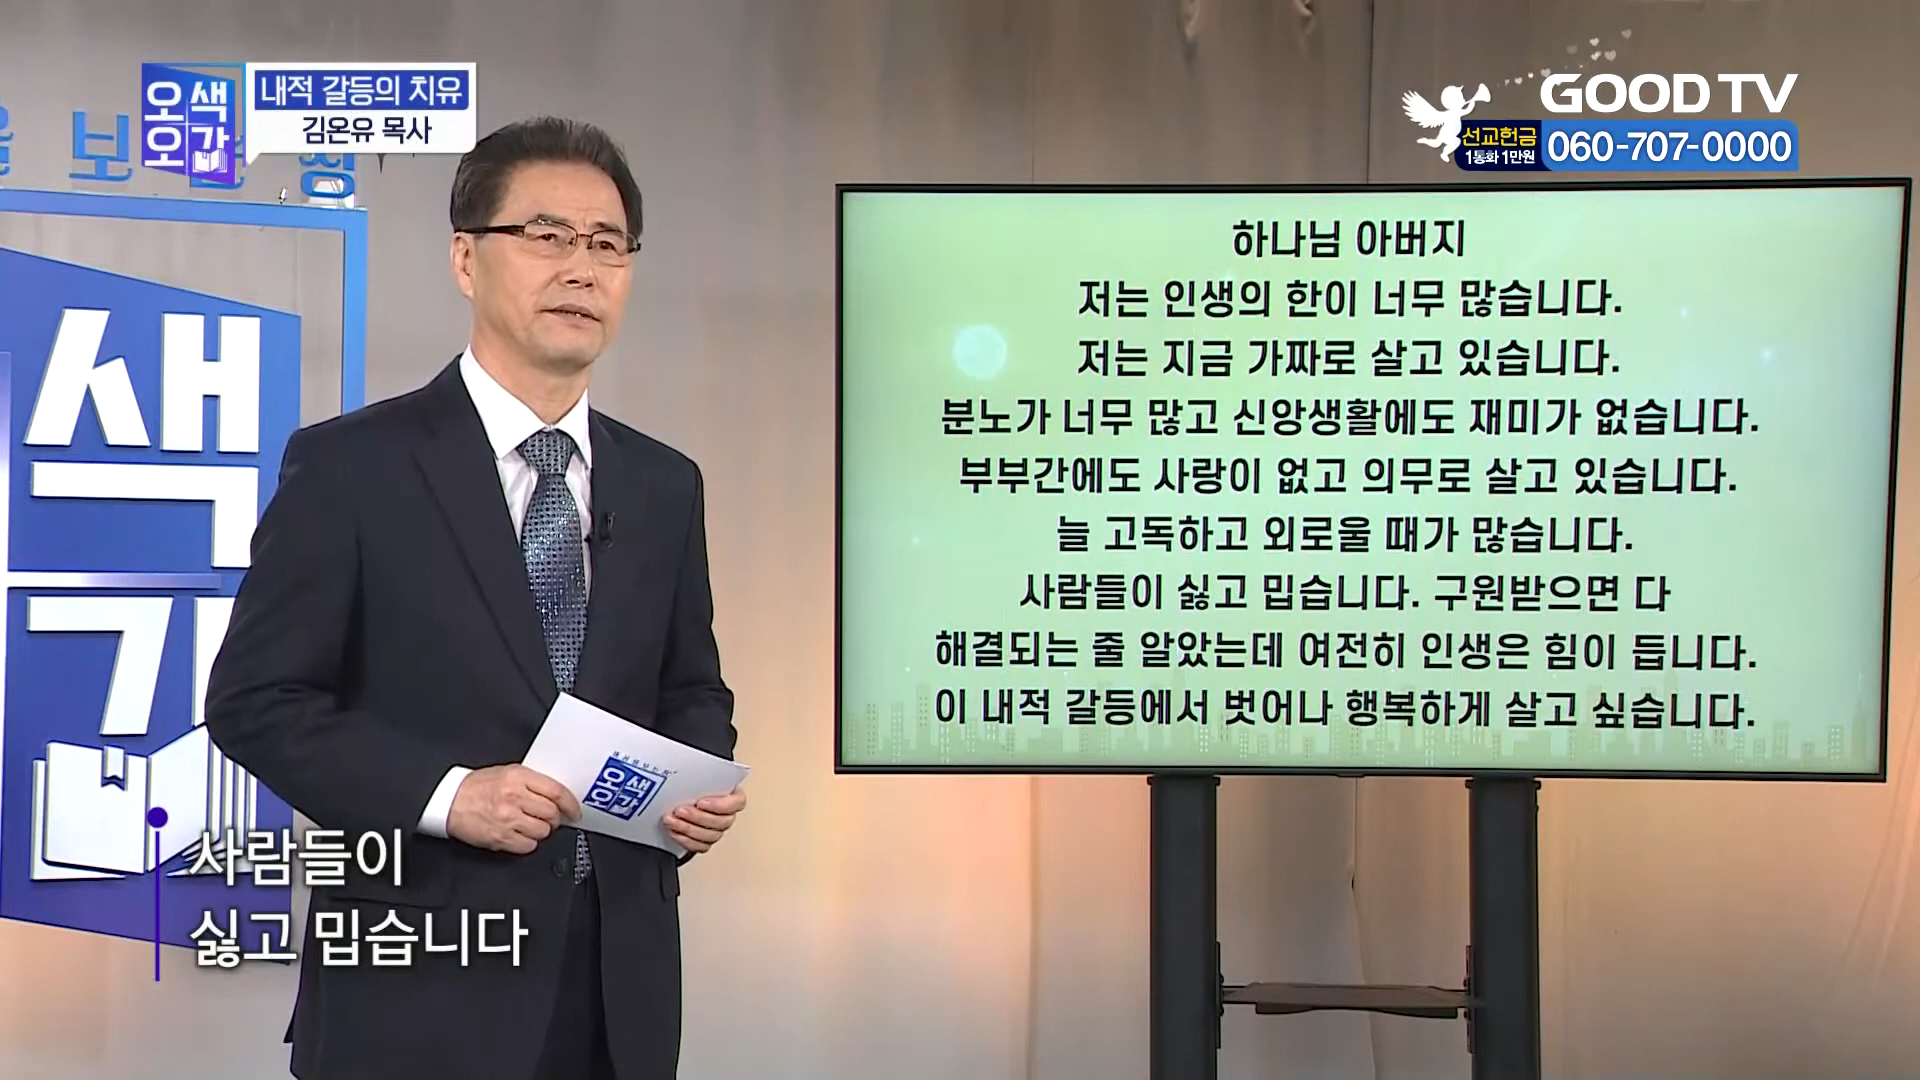 오색오감
내적 갈등의 치유
김온유 목사
GOOD TV
선교헌금
1통화 1만원
060-707-0000
하나님 아버지
저는 인생의 한이 너무 많습니다.
저는 지금 가짜로 살고 있습니다.
분노가 너무 많고 신앙생활에도 재미가 없습니다.
부부간에도 사랑이 없고 의무로 살고 있습니다.
늘 고독하고 외로울 때가 많습니다.
사람들이 싫고 밉습니다. 구원받으면 다
해결되는 줄 알았는데 여전히 인생은 힘이 듭니다.
이 내적 갈등에서 벗어나 행복하게 살고 싶습니다.
색
오색오감
사람들이
싫고 밉습니다